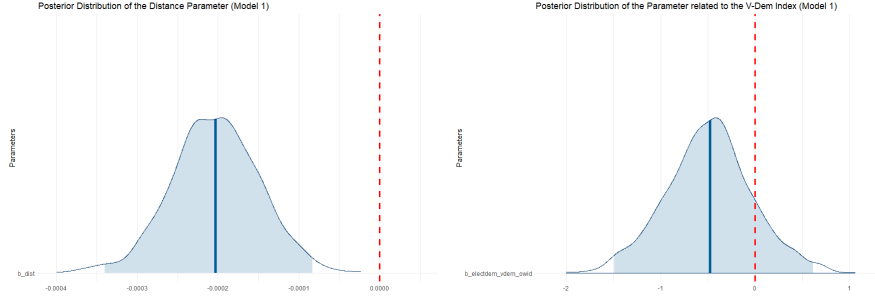 Posterior Distribution of the Distance Parameter (Model 1)
Parameters
b_dist
-0.0004 -0.0003 -0.0002 -0.0001 0.0000
Posterior Distribution of the Parameter related to the V-Dem Index (Model 1)
Parameters
b_electdem_vdem_owid
-2 -1 0 1